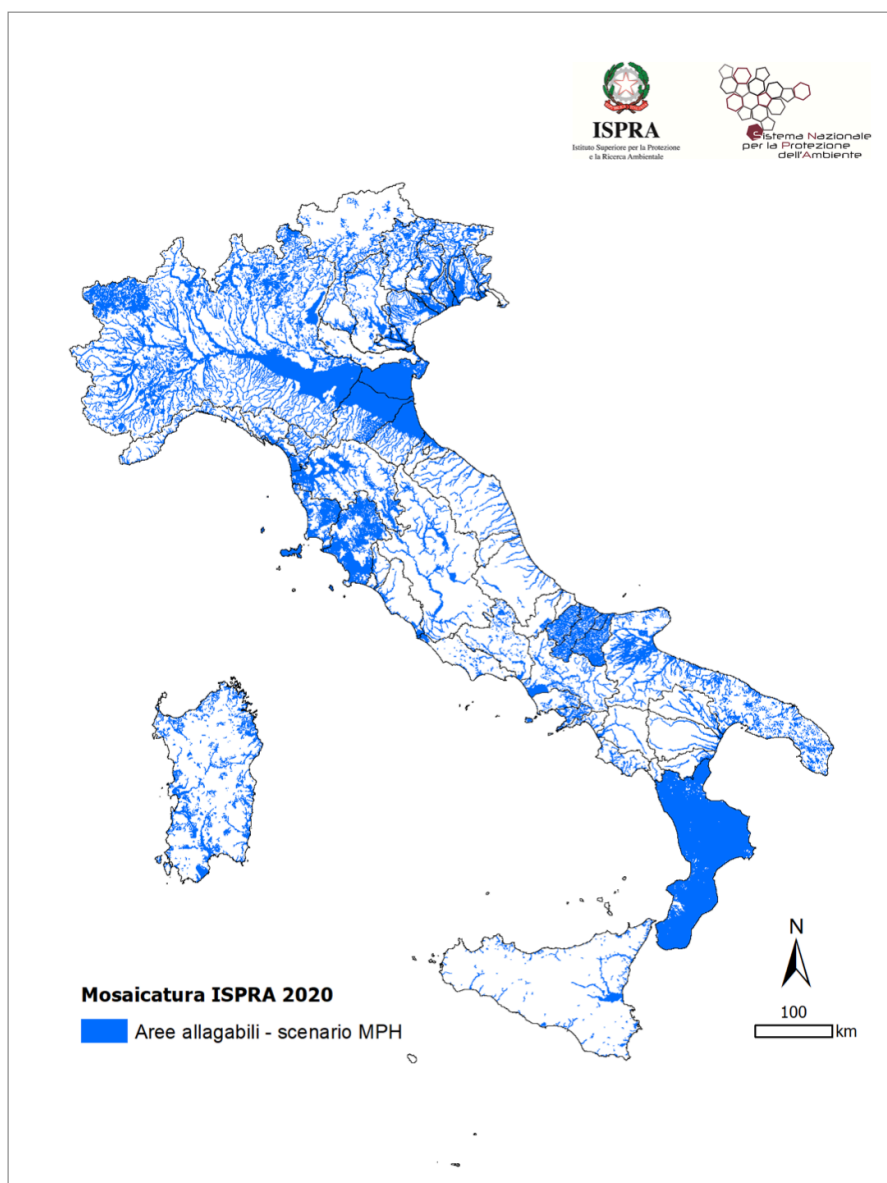 ISPRA
Istituto Superiore per la Protezione
e la Ricerca Ambientale
Sistema Nazionale
per la Protezione
dell'Ambiente
N
100
km
Mosaicatura ISPRA 2020
Aree allagabili - scenario MPH